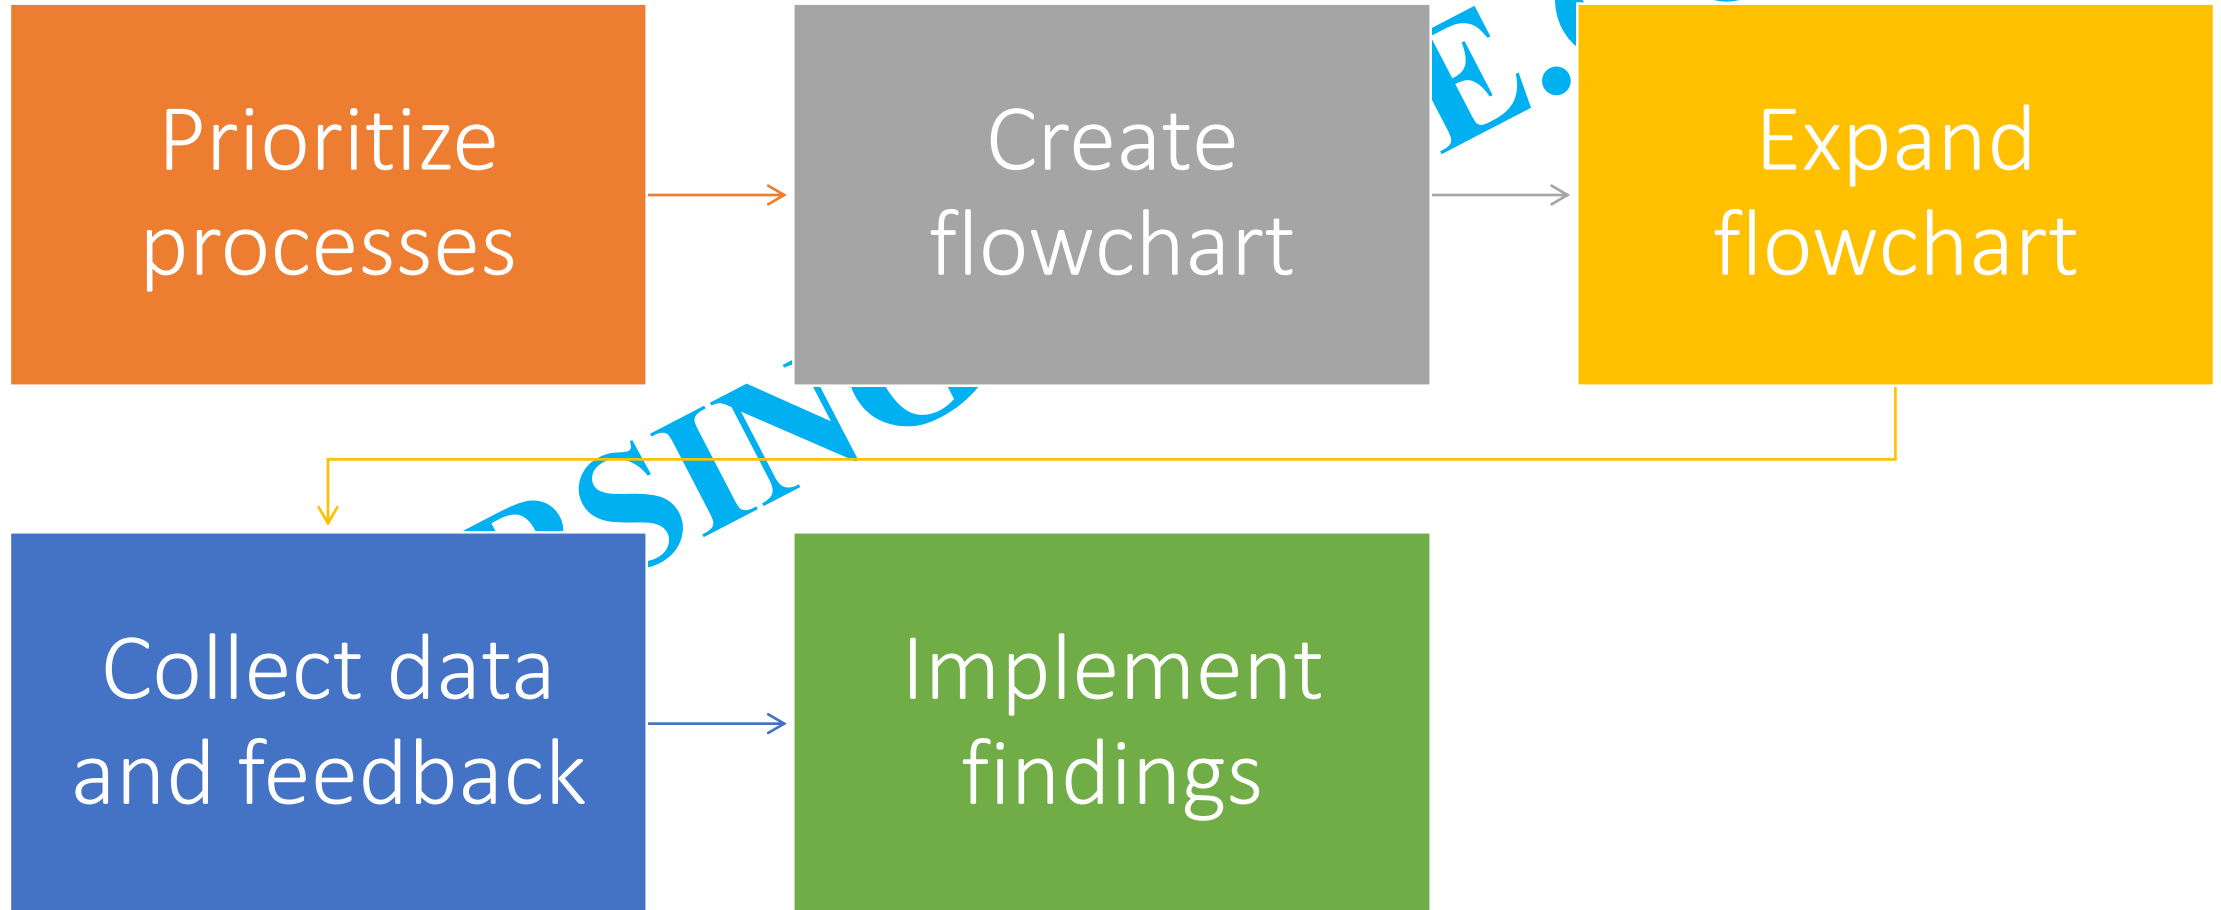 Prioritize
processes
Create
flowchart
Expand
flowchart
Collect data
and feedback
Implement
findings